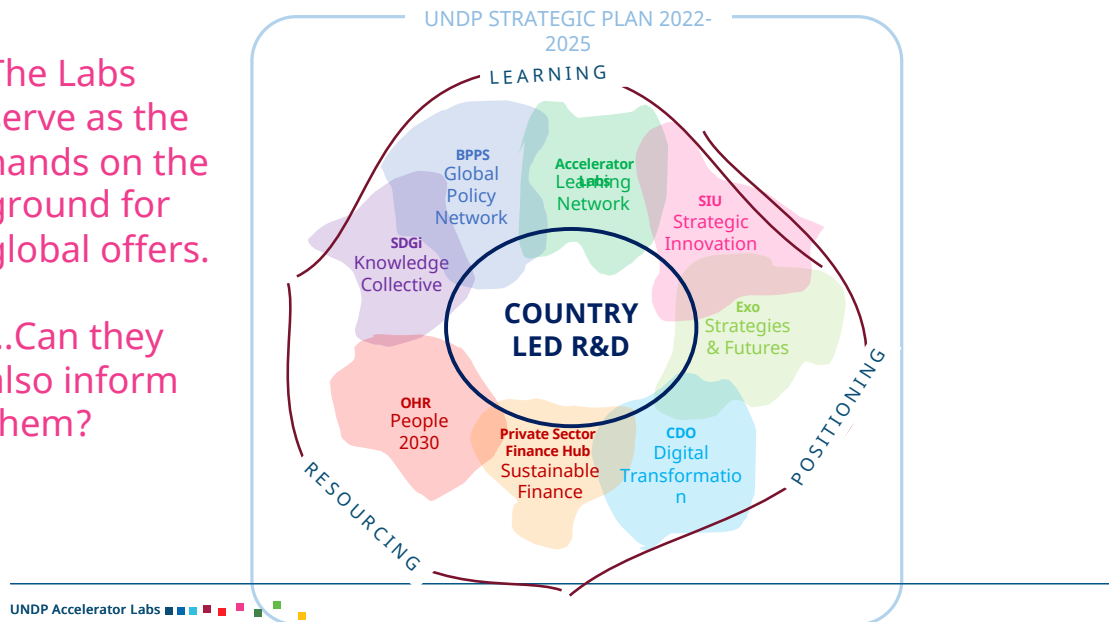 UNDP STRATEGIC PLAN 2022-
2025
The Labs
serve as the
hands on the
ground for
global offers.
..Can they
also inform
them?
LEARNING
BPPS
Global
Policy
Network
Accelerator
Labs
Learning
Network
SIU
Strategic
Innovation
SDGi
Knowledge
Collective
Exo
Strategies
& Futures
COUNTRY
LED R&D
OHR
People
2030
Private Sector
Finance Hub
Sustainable
Finance
CDO
Digital
Transformatio
n
POSITIONING
RESOURCING
UNDP Accelerator Labs